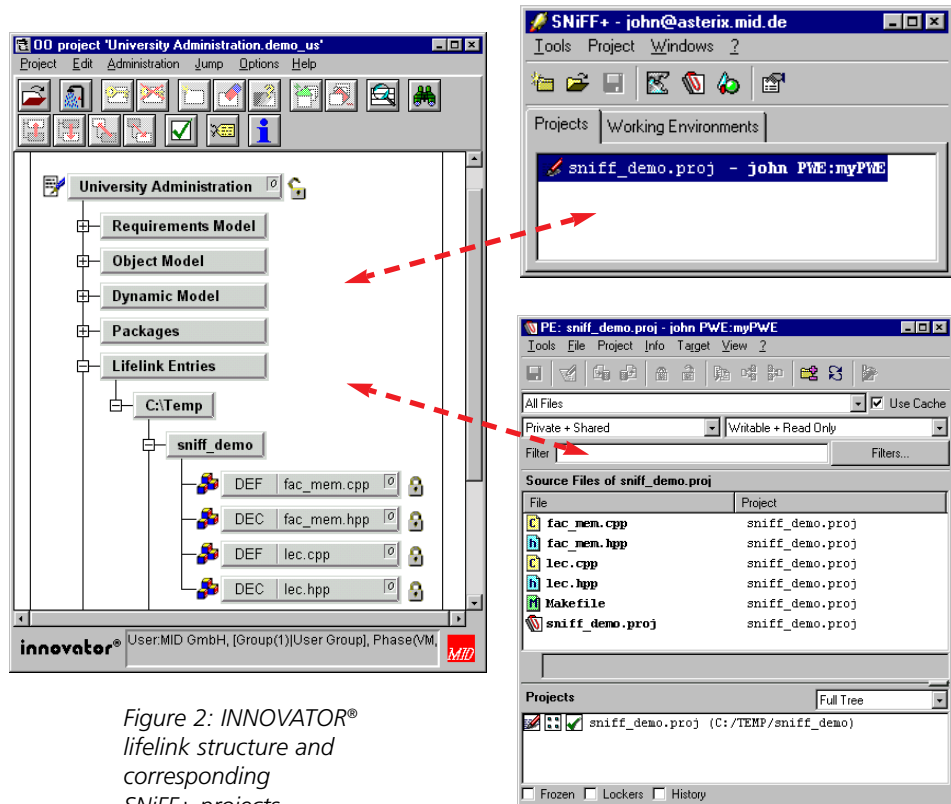 OO project 'University Administration.demo_us'
Project Edit Administration Jump Options Help
University Administration 0
Requirements Model
Object Model
Dynamic Model
Packages
Lifelink Entries
C:\Temp
sniff_demo
DEF fac_mem.cpp 0
DEC fac_mem.hpp 0
DEF lec.cpp 0
DEC lec.hpp 0
innovator® User:MID GmbH, [Group(1)|User Group], Phase(VM, MID
Figure 2: INNOVATOR®
lifelink structure and
corresponding
SNiFF+ projects
SNiFF+ - john@asterix.mid.de
Tools Project Windows ?
Projects Working Environments
sniff_demo.proj - john PWE:myPWE
PE: sniff_demo.proj - john PWE:myPWE
Tools File Project Info Target View ?
All Files Use Cache
Private + Shared Writable + Read Only
Filter Filters...
Source Files of sniff_demo.proj
File Project
c fac_mem.cpp sniff_demo.proj
h fac_mem.hpp sniff_demo.proj
c lec.cpp sniff_demo.proj
h lec.hpp sniff_demo.proj
M Makefile sniff_demo.proj
sniff_demo.proj sniff_demo.proj
Projects Full Tree
sniff_demo.proj (C:/TEMP/sniff_demo)
Frozen Lockers History